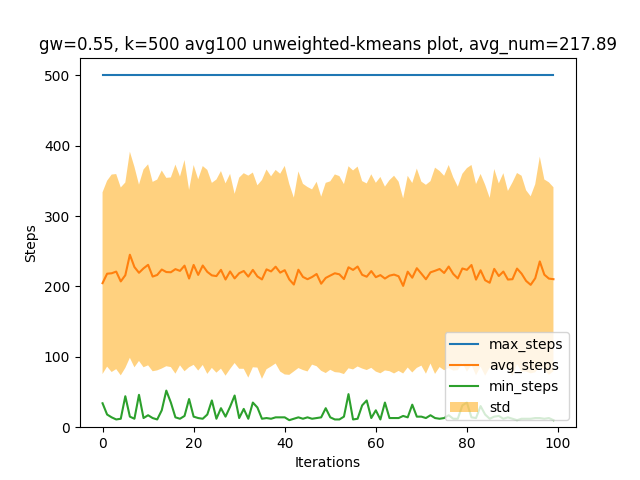 gw=0.55, k=500 avg100 unweighted-kmeans plot, avg_num=217.89
500
400
300
200
100
0
Steps
max_steps
avg_steps
min_steps
std
0 20 40 60 80 100
Iterations